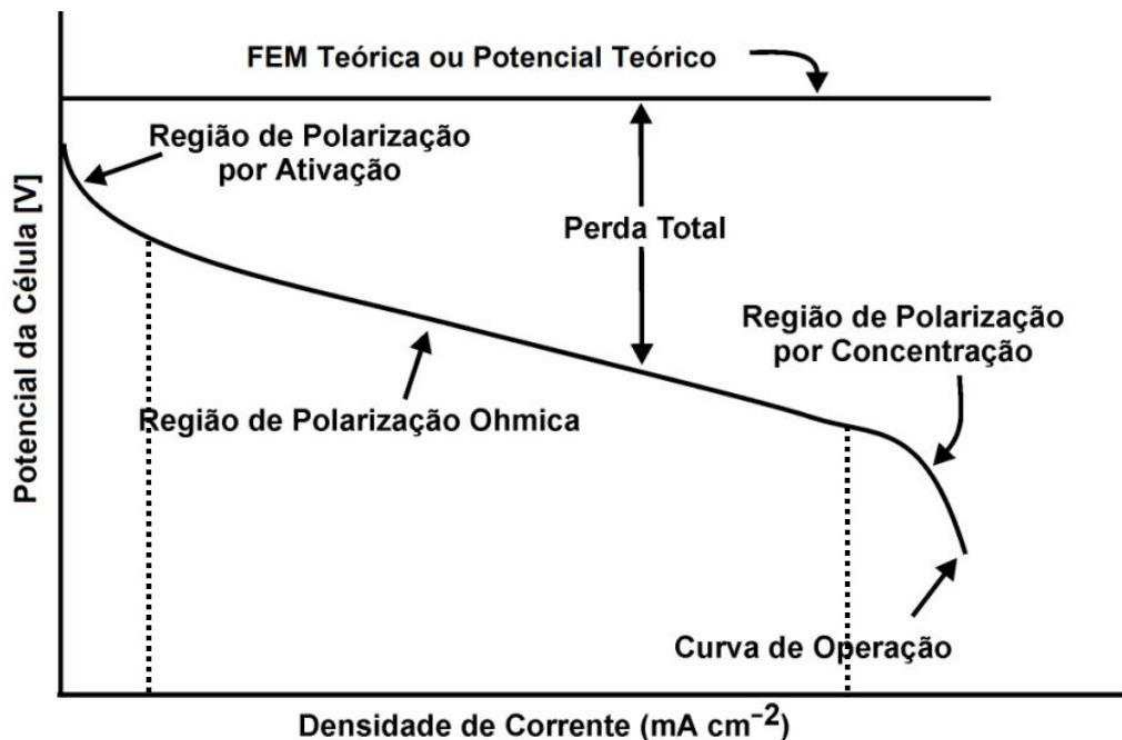 FEM Teórica ou Potencial Teórico
Região de Polarização
por Ativação
Perda Total
Região de Polarização
por Concentração
Região de Polarização Ohmica
Curva de Operação
Potencial da Célula [V]
Densidade de Corrente (mA cm⁻²)